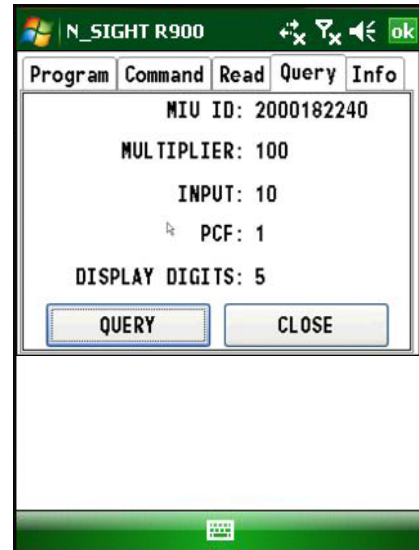 N_SIGHT R900 ok
Program Command Read Query Info
MIU ID: 2000182240
MULTIPLIER: 100
INPUT: 10
PCF: 1
DISPLAY DIGITS: 5
QUERY CLOSE